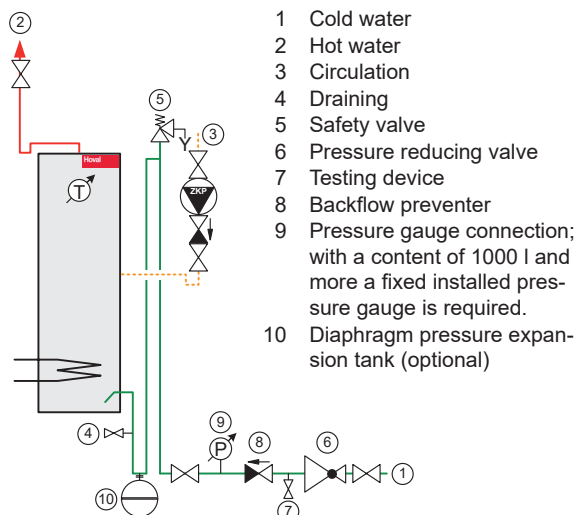 2
5
3
Hoval
T
ZKP
4
9
P
8
6
1
10
7
1 Cold water
2 Hot water
3 Circulation
4 Draining
5 Safety valve
6 Pressure reducing valve
7 Testing device
8 Backflow preventer
9 Pressure gauge connection;
with a content of 1000 l and
more a fixed installed pres-
sure gauge is required.
10 Diaphragm pressure expan-
sion tank (optional)